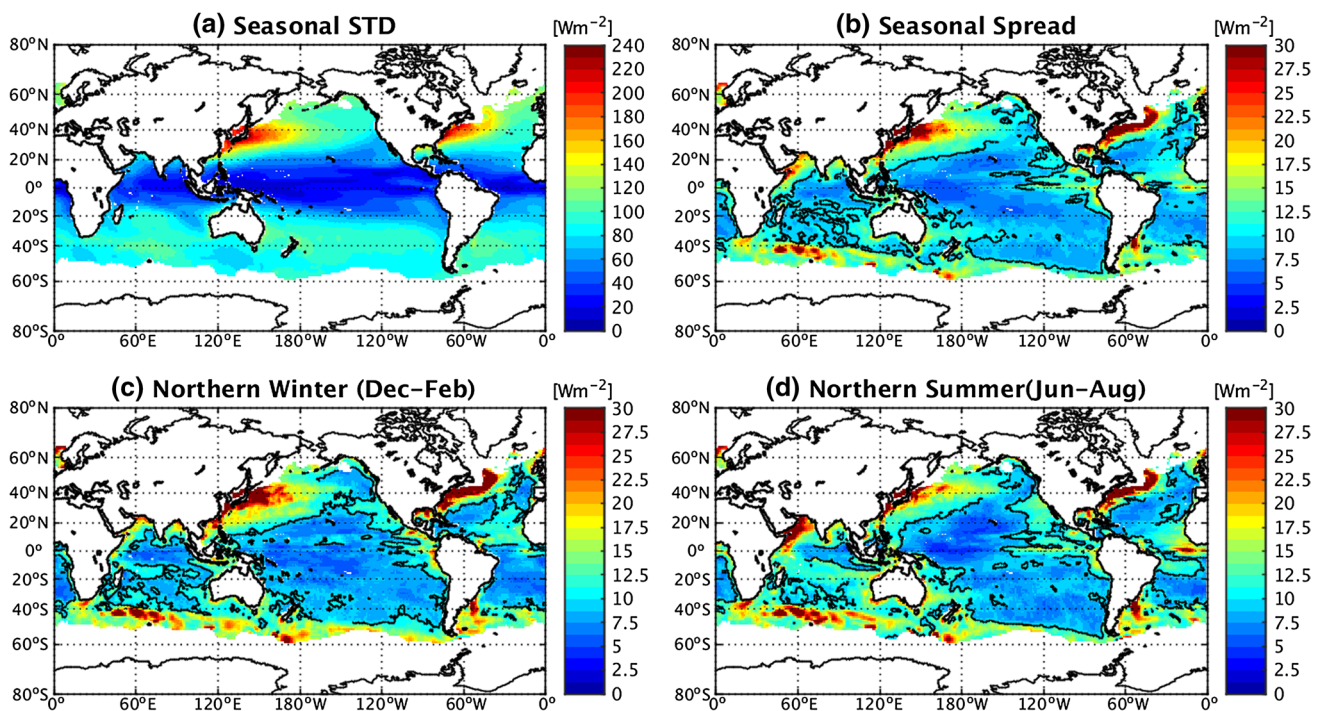 (a) Seasonal STD [Wm−2]
80°N
60°N
40°N
20°N
0°
20°S
40°S
60°S
80°S
0° 60°E 120°E 180°W 120°W 60°W 0°
240
220
200
180
160
140
120
100
80
60
40
20
0
(b) Seasonal Spread [Wm−2]
80°N
60°N
40°N
20°N
0°
20°S
40°S
60°S
80°S
0° 60°E 120°E 180°W 120°W 60°W 0°
30
27.5
25
22.5
20
17.5
15
12.5
10
7.5
5
2.5
0
(c) Northern Winter (Dec−Feb) [Wm−2]
80°N
60°N
40°N
20°N
0°
20°S
40°S
60°S
80°S
0° 60°E 120°E 180°W 120°W 60°W 0°
30
27.5
25
22.5
20
17.5
15
12.5
10
7.5
5
2.5
0
(d) Northern Summer(Jun−Aug) [Wm−2]
80°N
60°N
40°N
20°N
0°
20°S
40°S
60°S
80°S
0° 60°E 120°E 180°W 120°W 60°W 0°
30
27.5
25
22.5
20
17.5
15
12.5
10
7.5
5
2.5
0